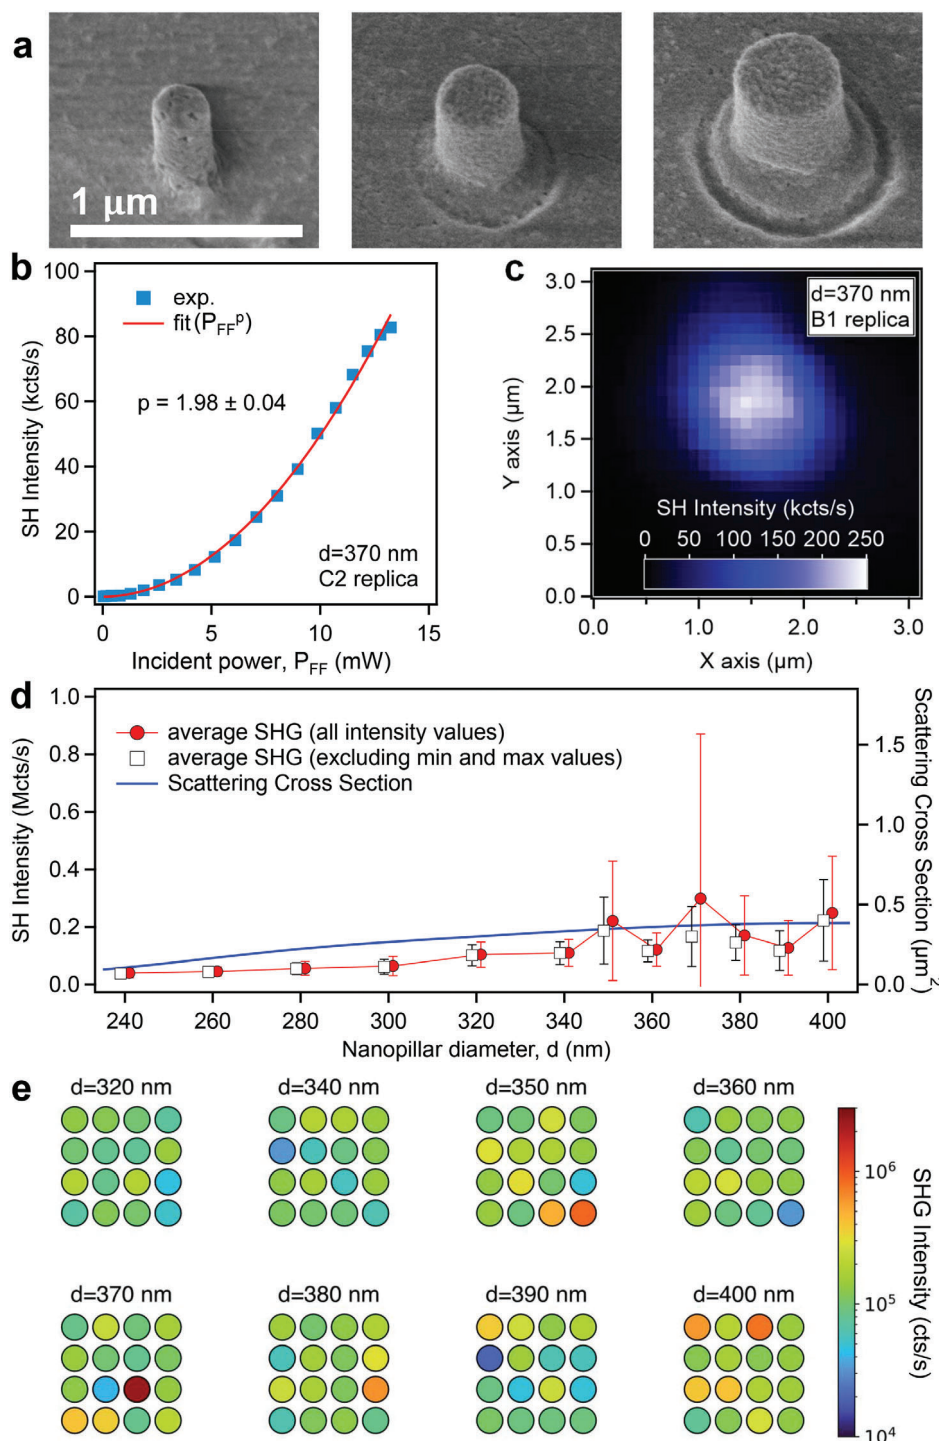 a
1 µm
b
100
80
60
40
20
0
SH Intensity (kcts/s)
exp.
fit(P_FF^p)
p = 1.98 ± 0.04
d=370 nm
C2 replica
0
5
10
15
Incident power, P_FF (mW)
c
3.0
2.5
2.0
1.5
1.0
0.5
0.0
Y axis (µm)
d=370 nm
B1 replica
SH Intensity (kcts/s)
0 50 100 150 200 250
0.0
1.0
2.0
3.0
X axis (µm)
d
1.0
0.8
0.6
0.4
0.2
0.0
SH Intensity (Mcts/s)
average SHG (all intensity values)
average SHG (excluding min and max values)
Scattering Cross Section
1.5
1.0
0.5
0.0
Scattering Cross Section (µm²)
240 260 280 300 320 340 360 380 400
Nanopillar diameter, d (nm)
e
d=320 nm
d=340 nm
d=350 nm
d=360 nm
d=370 nm
d=380 nm
d=390 nm
d=400 nm
10⁶
10⁵
10⁴
SHG Intensity (cts/s)